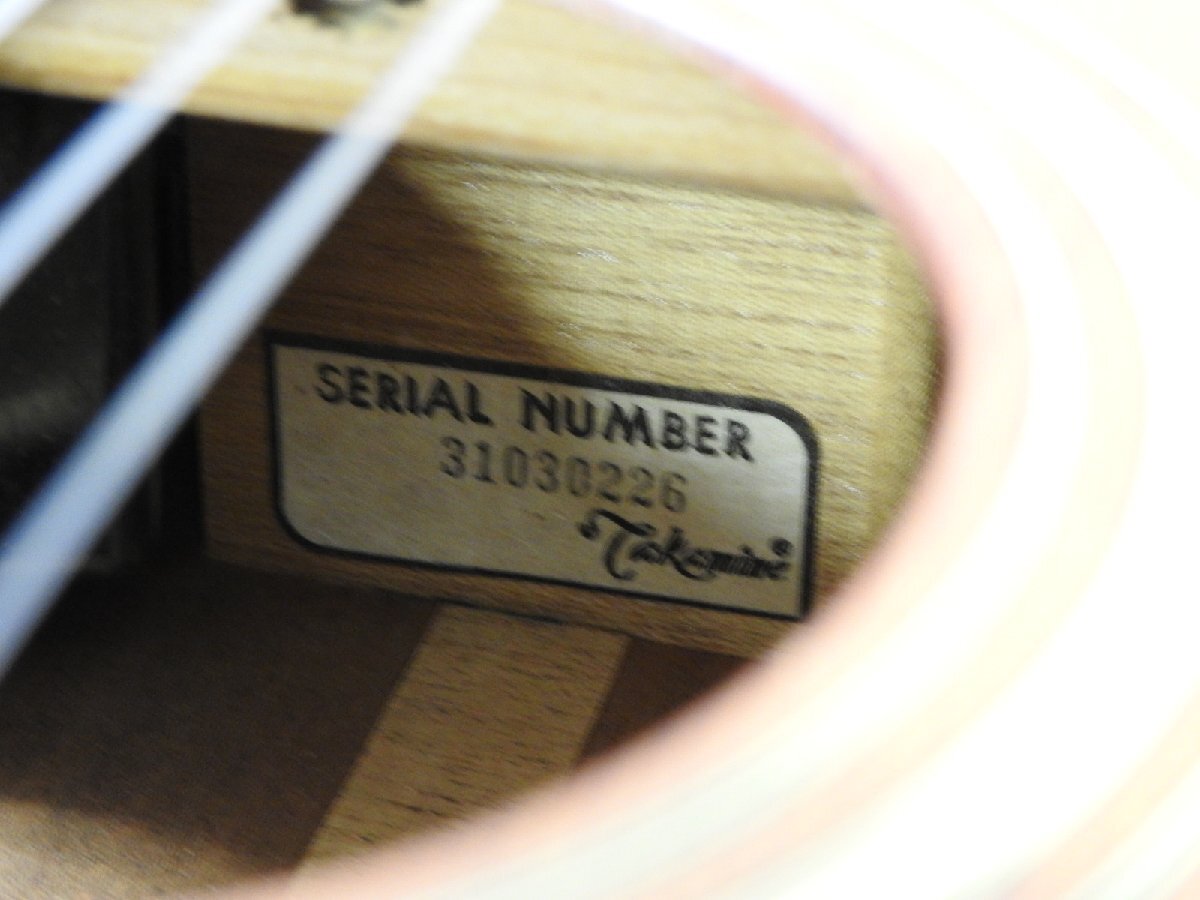 SERIAL NUMBER
31030226
Takamine®